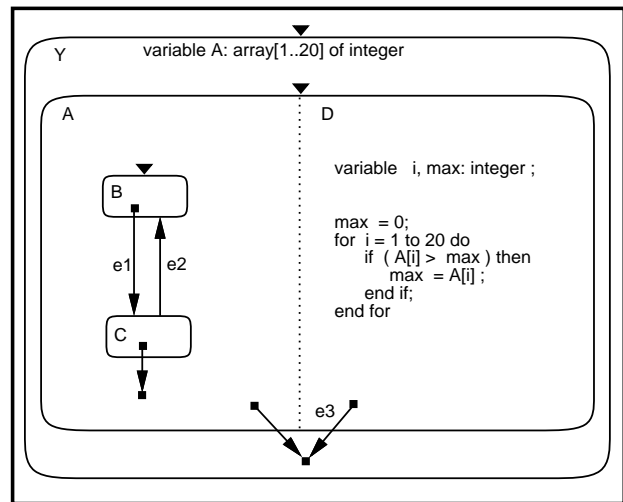 Y
variable A: array[1..20] of integer
A
D
variable i, max: integer ;
B
max = 0;
for i = 1 to 20 do
if ( A[i] > max ) then
max = A[i] ;
end if;
end for
e1
e2
C
e3